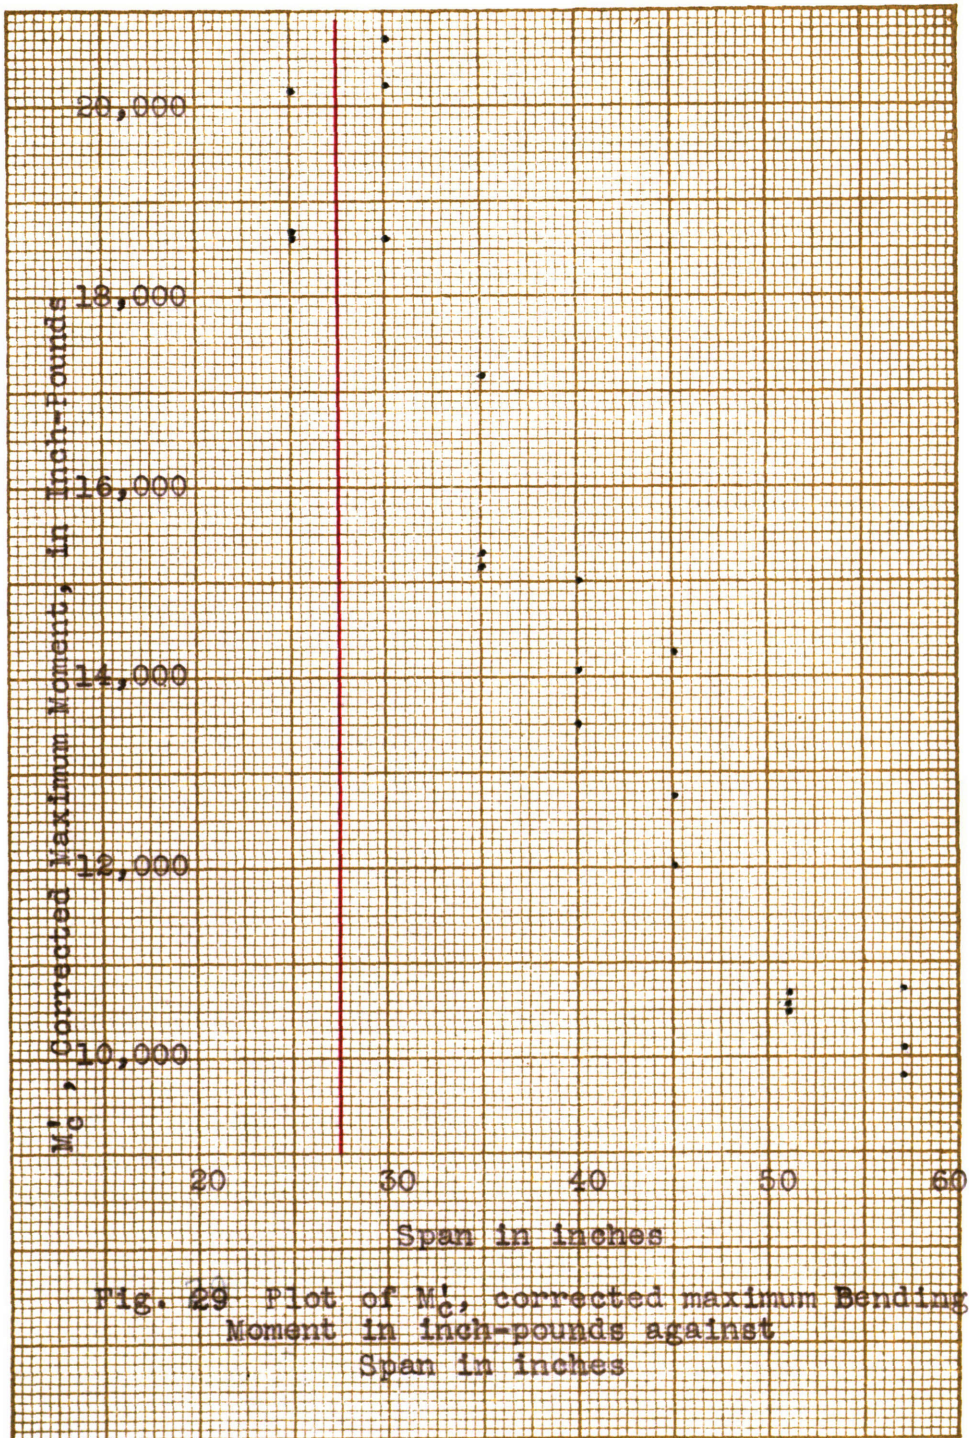 20,000
18,000
16,000
14,000
12,000
10,000
M'c, Corrected Maximum Moment, in Inch-Pounds
20 30 40 50 60
Span in inches
Fig. 29 Plot of M'c, corrected maximum Bending
Moment in inch-pounds against
Span in inches